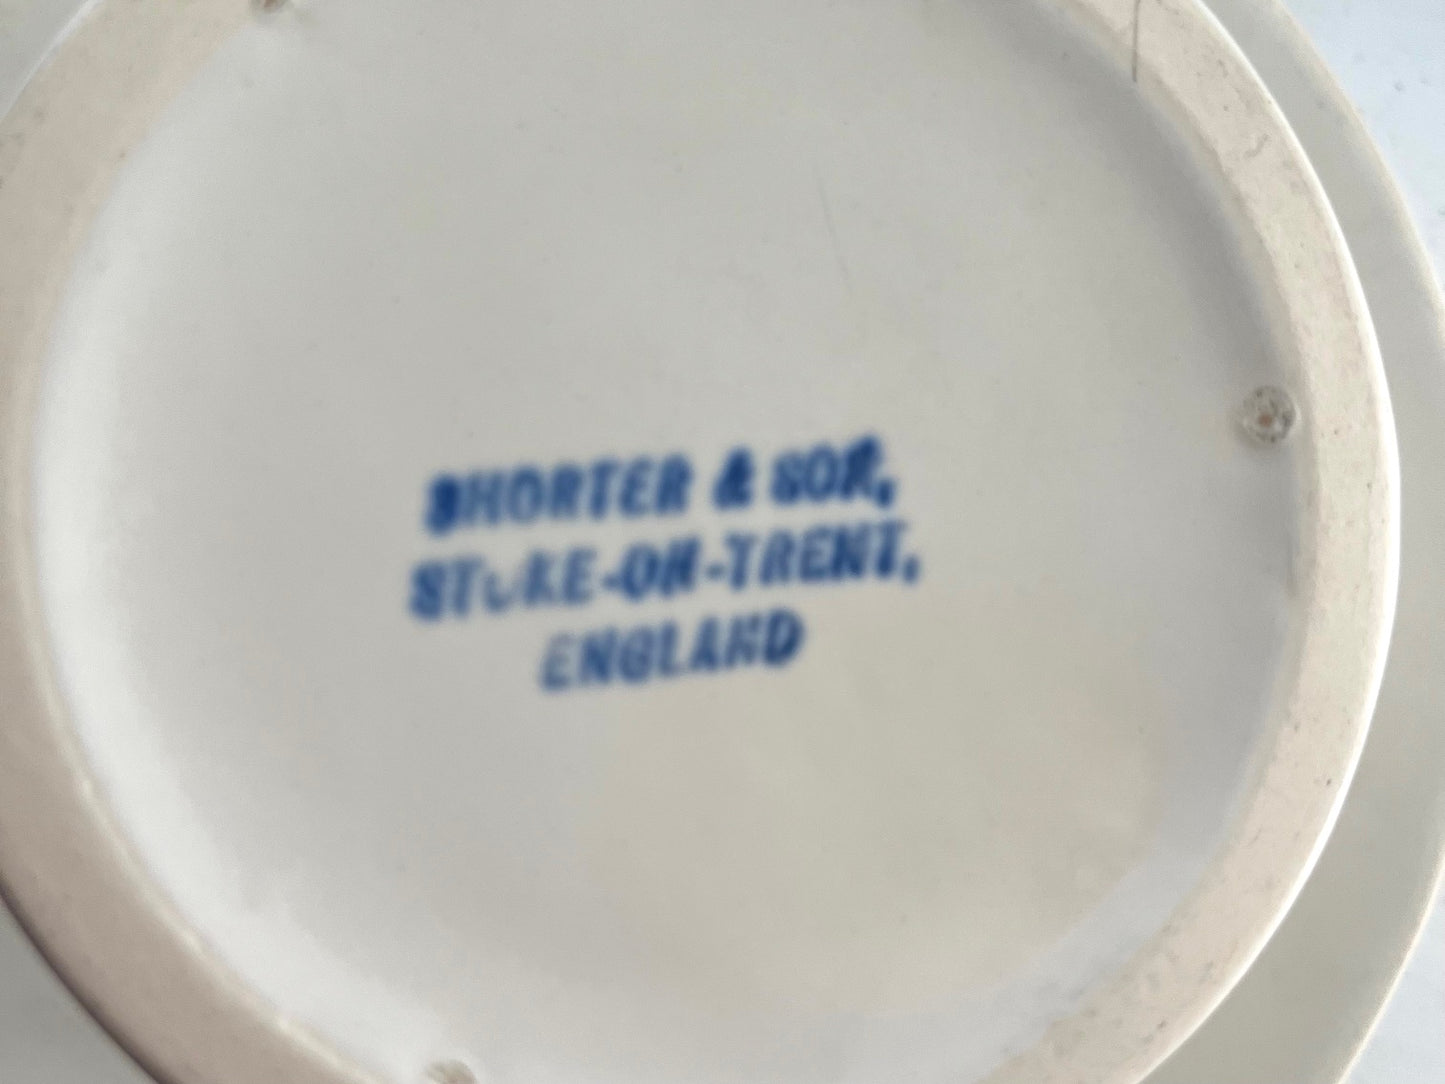 SHORTER & SON,
STOKE-ON-TRENT,
ENGLAND